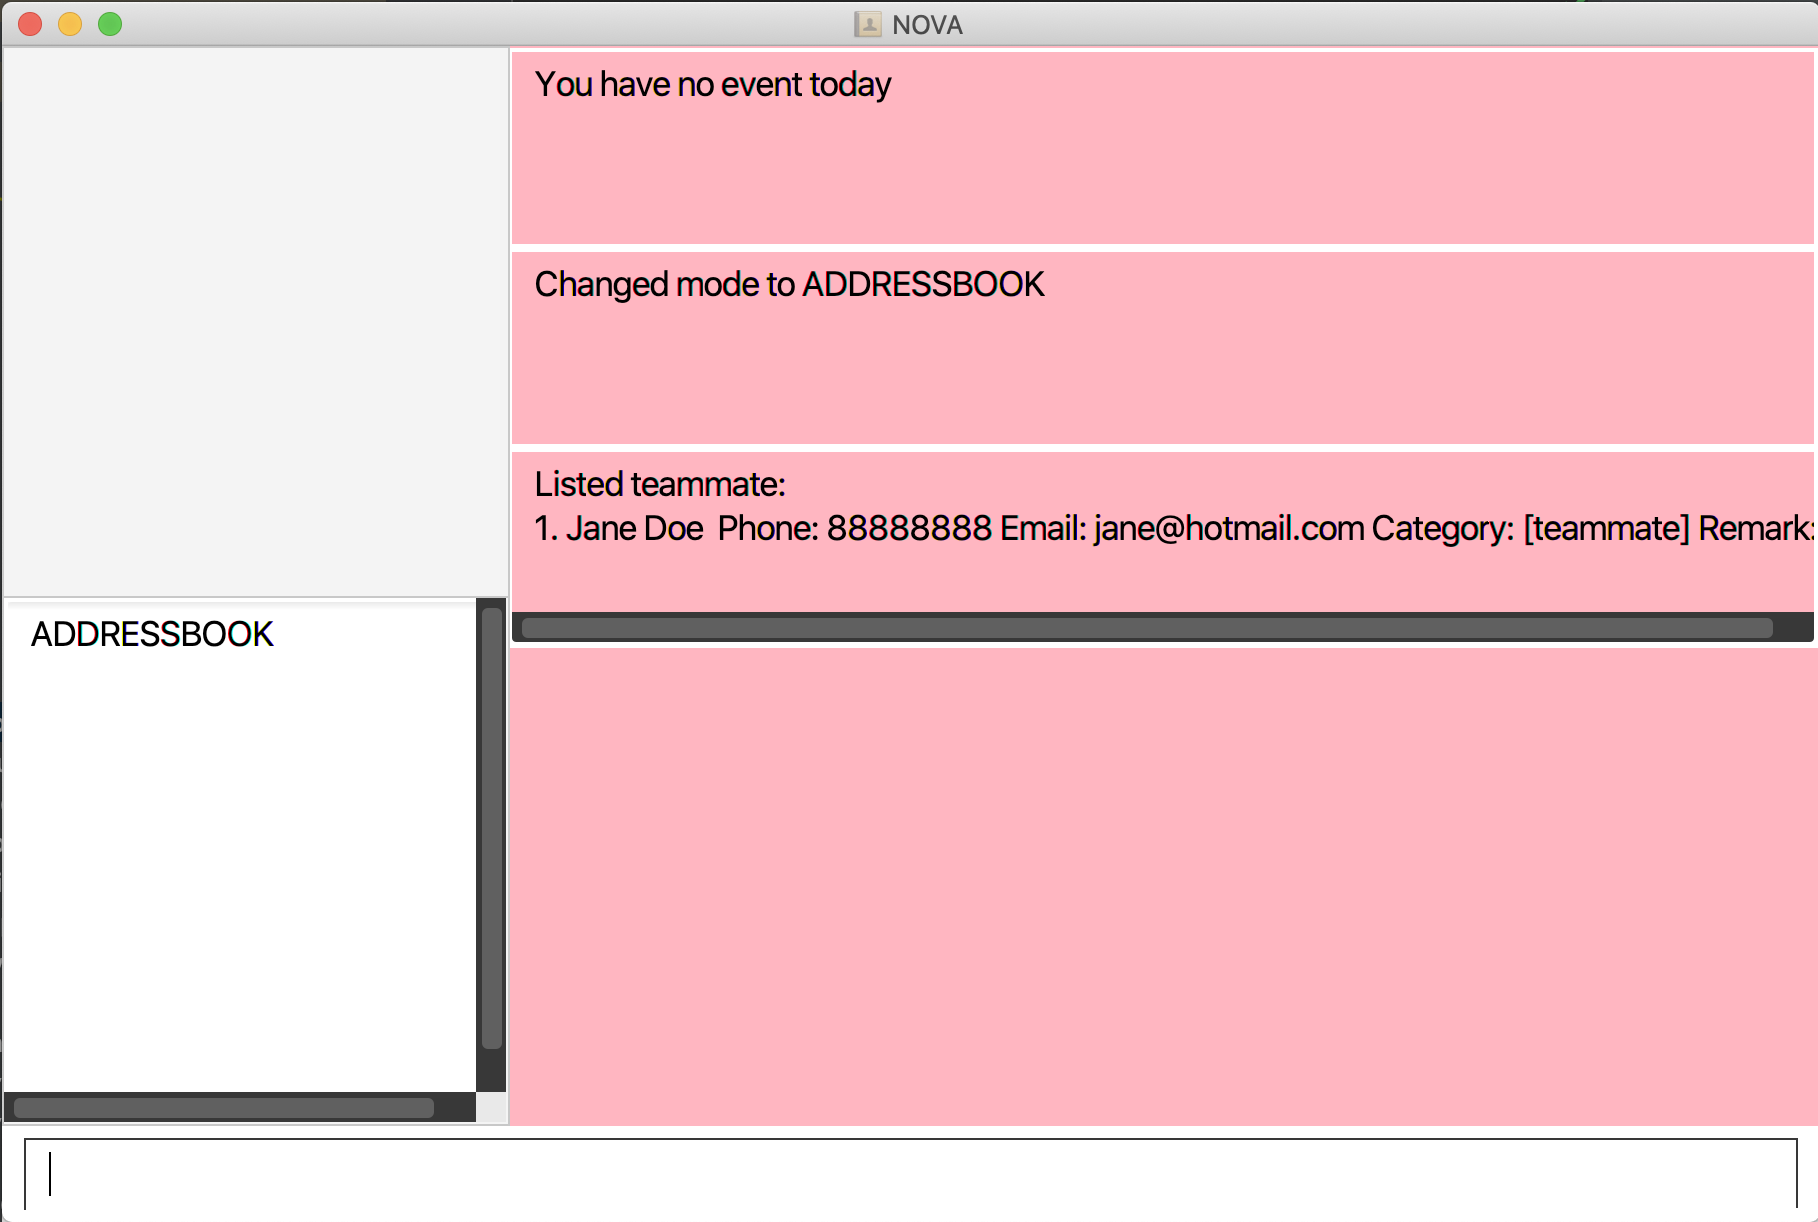 NOVA
You have no event today
Changed mode to ADDRESSBOOK
Listed teammate:
1. Jane Doe  Phone: 88888888 Email: jane@hotmail.com Category: [teammate] Remark:
ADDRESSBOOK